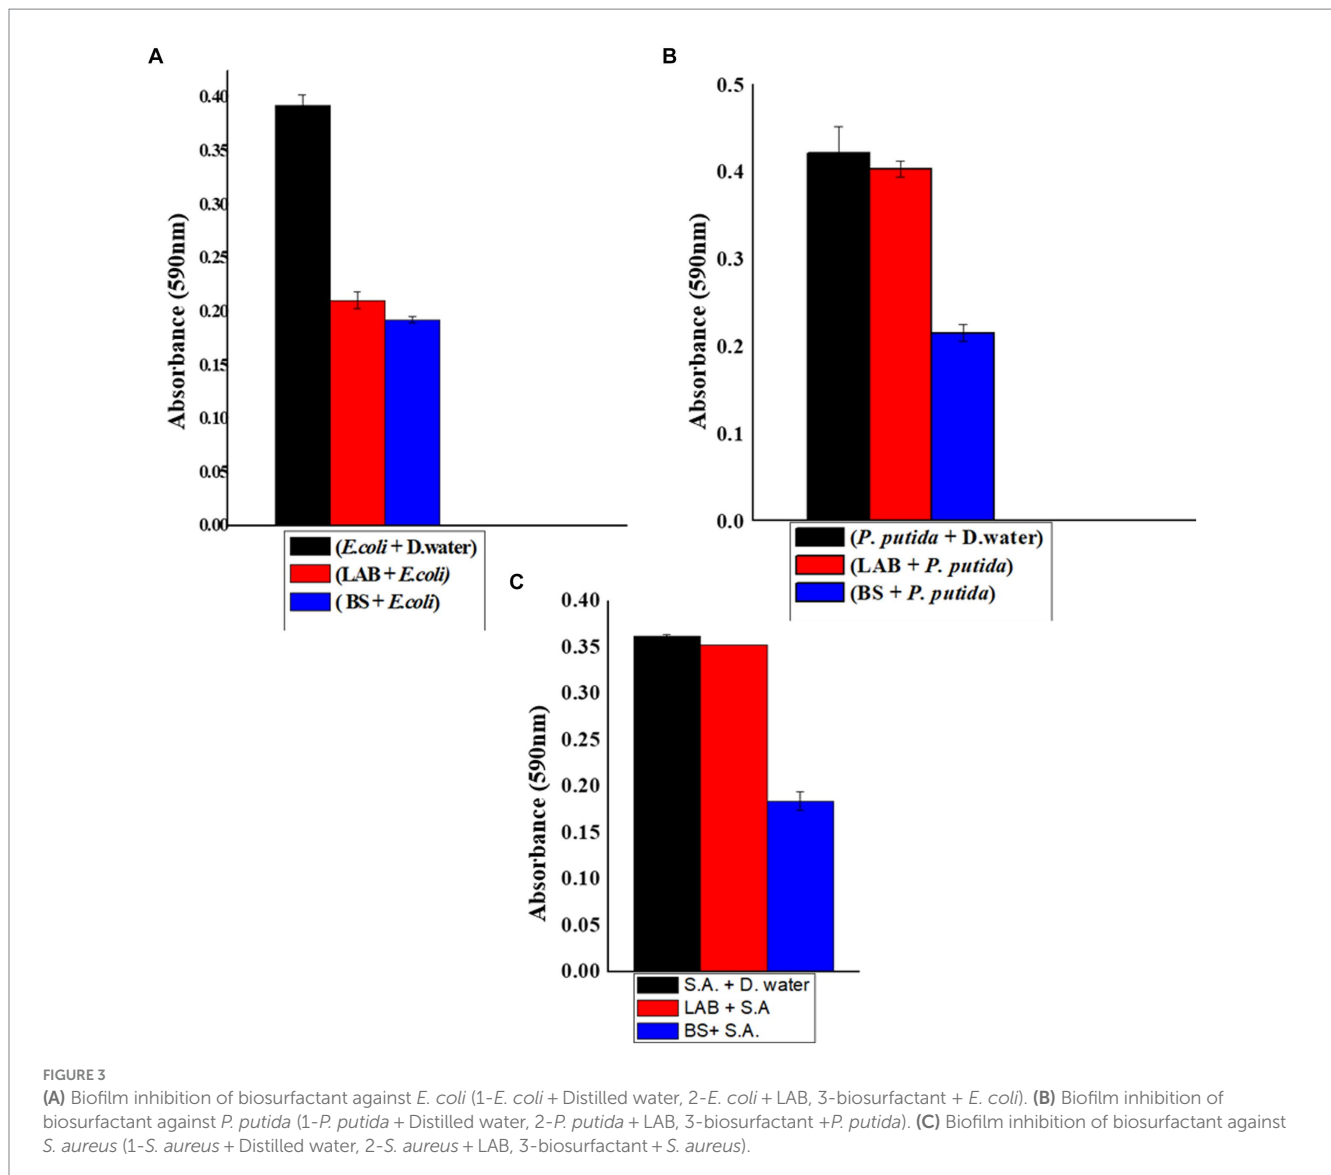 A
Absorbance (590nm)
0.40
0.35
0.30
0.25
0.20
0.15
0.10
0.05
0.00
(E.coli + D.water)
(LAB + E.coli)
( BS + E.coli)
B
Absorbance (590nm)
0.5
0.4
0.3
0.2
0.1
0.0
(P. putida + D.water)
(LAB + P. putida)
(BS + P. putida)
C
Absorbance (590nm)
0.40
0.35
0.30
0.25
0.20
0.15
0.10
0.05
0.00
S.A. + D. water
LAB + S.A
BS+ S.A.
FIGURE 3
(A) Biofilm inhibition of biosurfactant against E. coli (1-E. coli + Distilled water, 2-E. coli + LAB, 3-biosurfactant + E. coli). (B) Biofilm inhibition of
biosurfactant against P. putida (1-P. putida + Distilled water, 2-P. putida + LAB, 3-biosurfactant +P. putida). (C) Biofilm inhibition of biosurfactant against
S. aureus (1-S. aureus + Distilled water, 2-S. aureus + LAB, 3-biosurfactant + S. aureus).